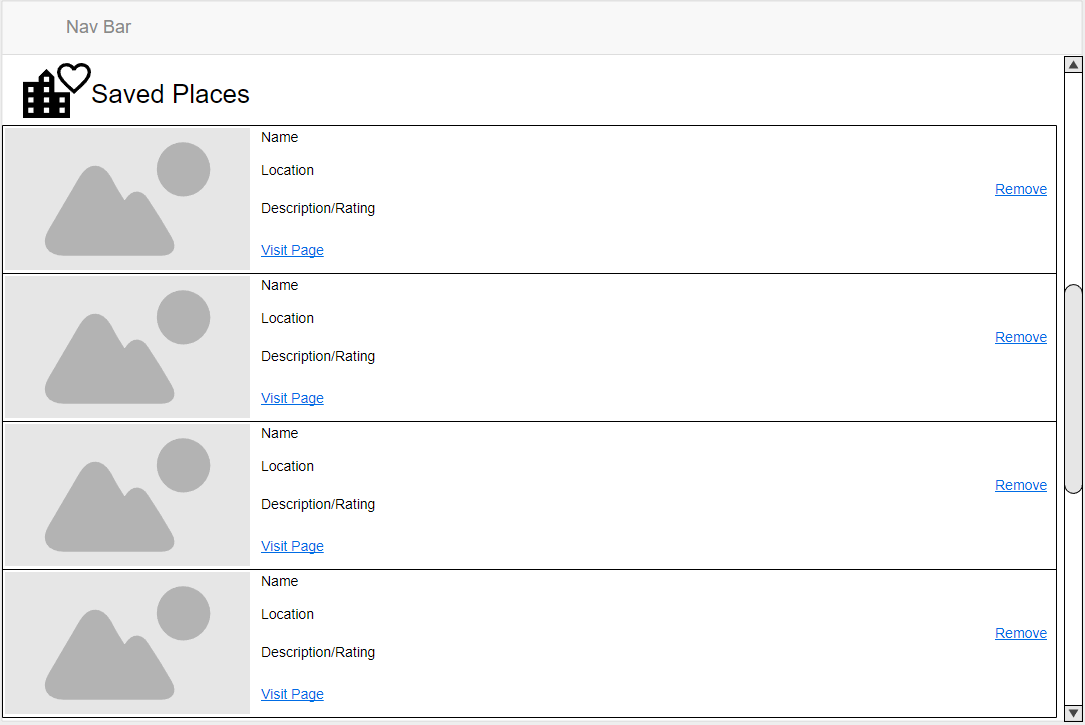 Nav Bar
Saved Places
Name
Location
Remove
Description/Rating
Visit Page
Name
Location
Remove
Description/Rating
Visit Page
Name
Location
Remove
Description/Rating
Visit Page
Name
Location
Remove
Description/Rating
Visit Page